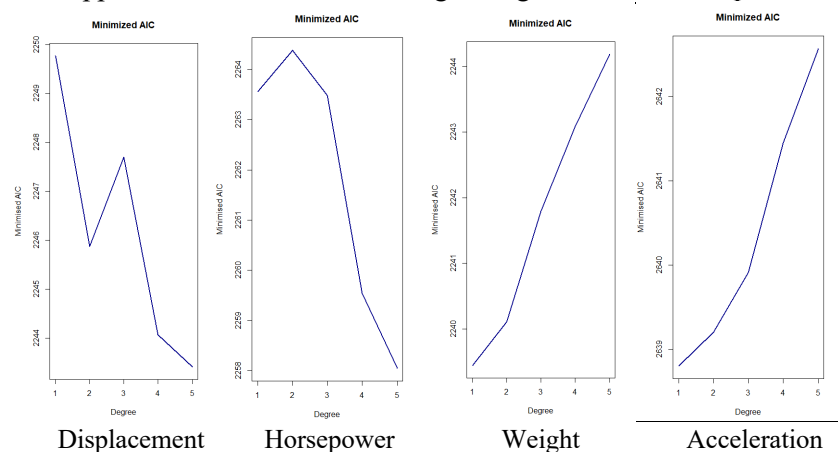 Minimized AIC
Minimised AIC
2250
2249
2248
2247
2246
2245
2244
1 2 3 4 5
Degree
Displacement
Minimized AIC
Minimised AIC
2264
2263
2262
2261
2260
2259
2258
1 2 3 4 5
Degree
Horsepower
Minimized AIC
Minimised AIC
2244
2243
2242
2241
2240
1 2 3 4 5
Degree
Weight
Minimized AIC
Minimised AIC
2642
2641
2640
2639
1 2 3 4 5
Degree
Acceleration